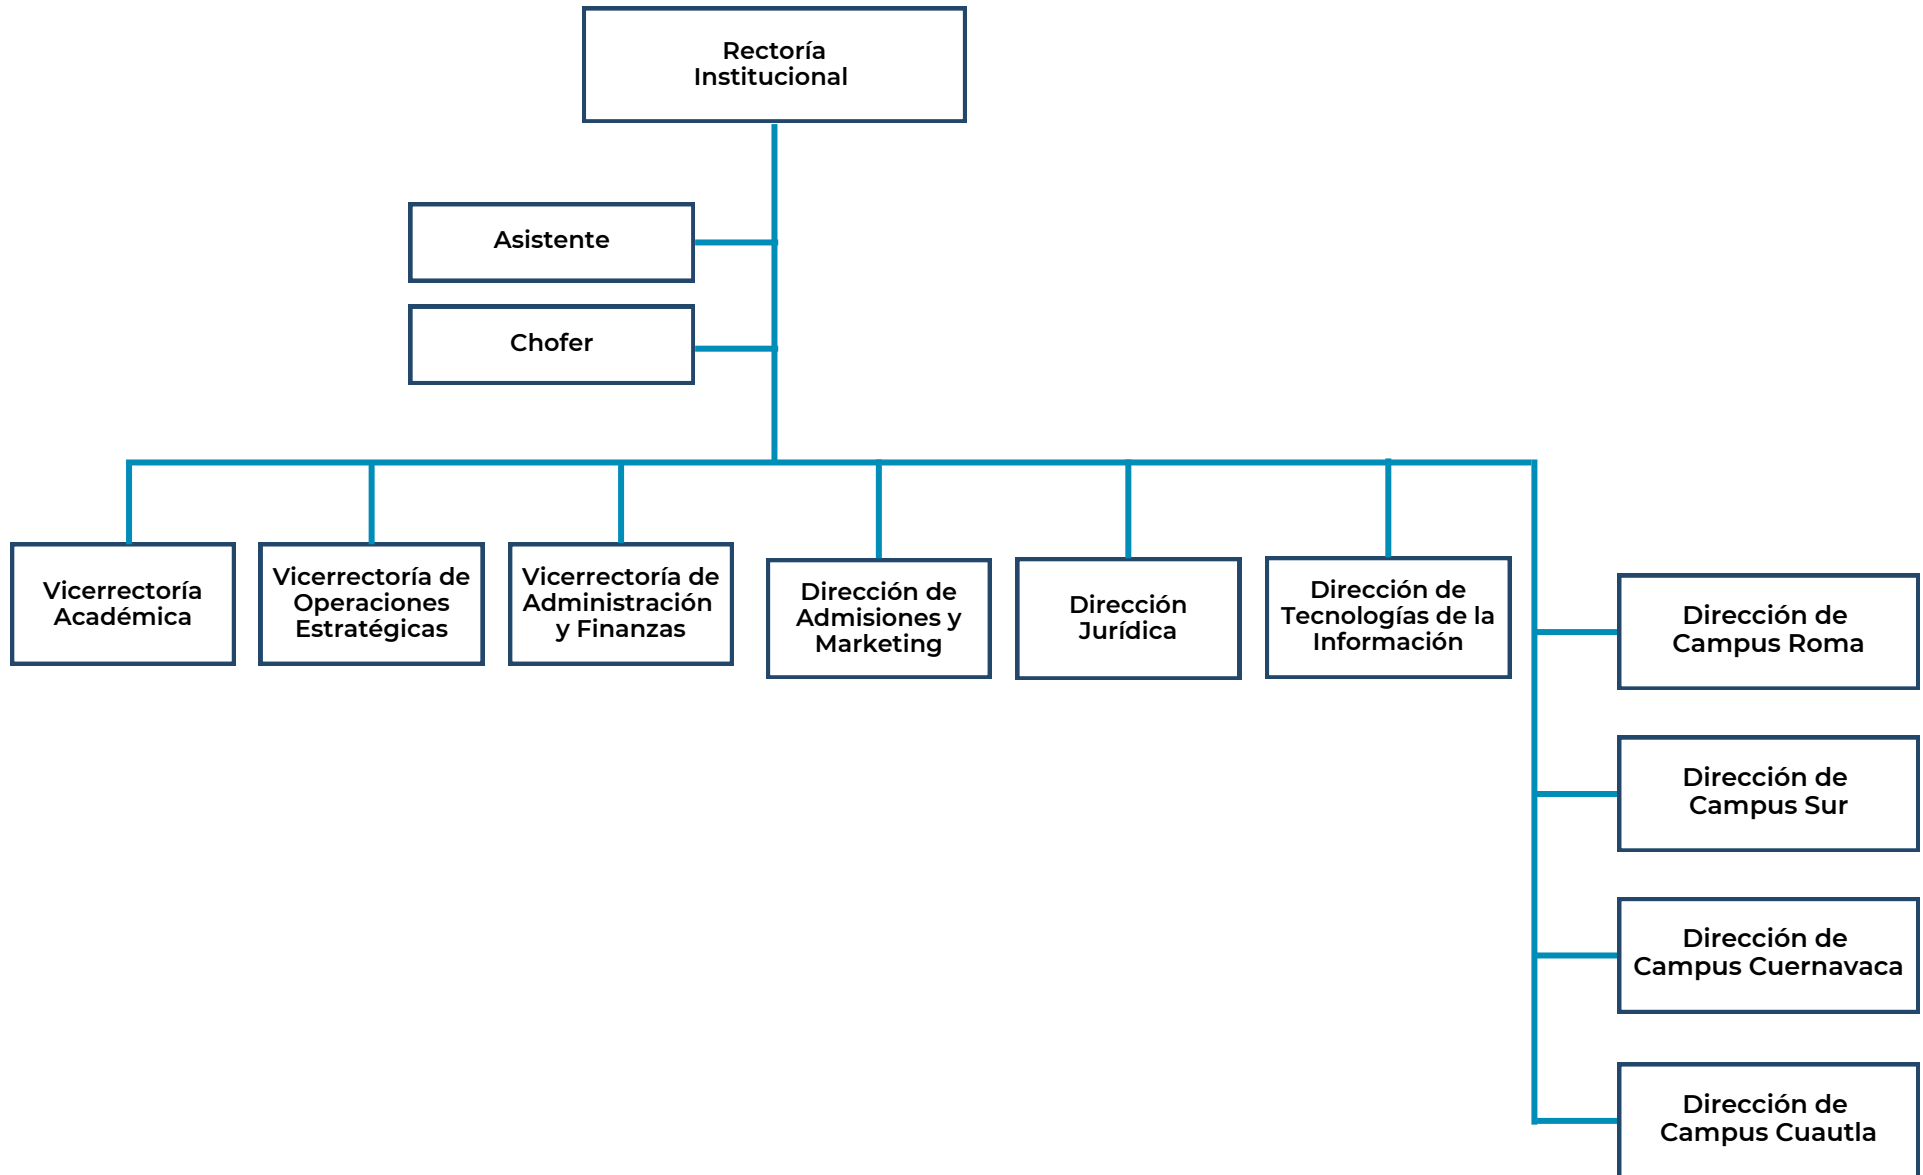 Rectoría
Institucional
Asistente
Chofer
Vicerrectoría
Académica
Vicerrectoría de
Operaciones
Estratégicas
Vicerrectoría de
Administración
y Finanzas
Dirección de
Admisiones y
Marketing
Dirección
Jurídica
Dirección de
Tecnologías de la
Información
Dirección de
Campus Roma
Dirección de
Campus Sur
Dirección de
Campus Cuernavaca
Dirección de
Campus Cuautla